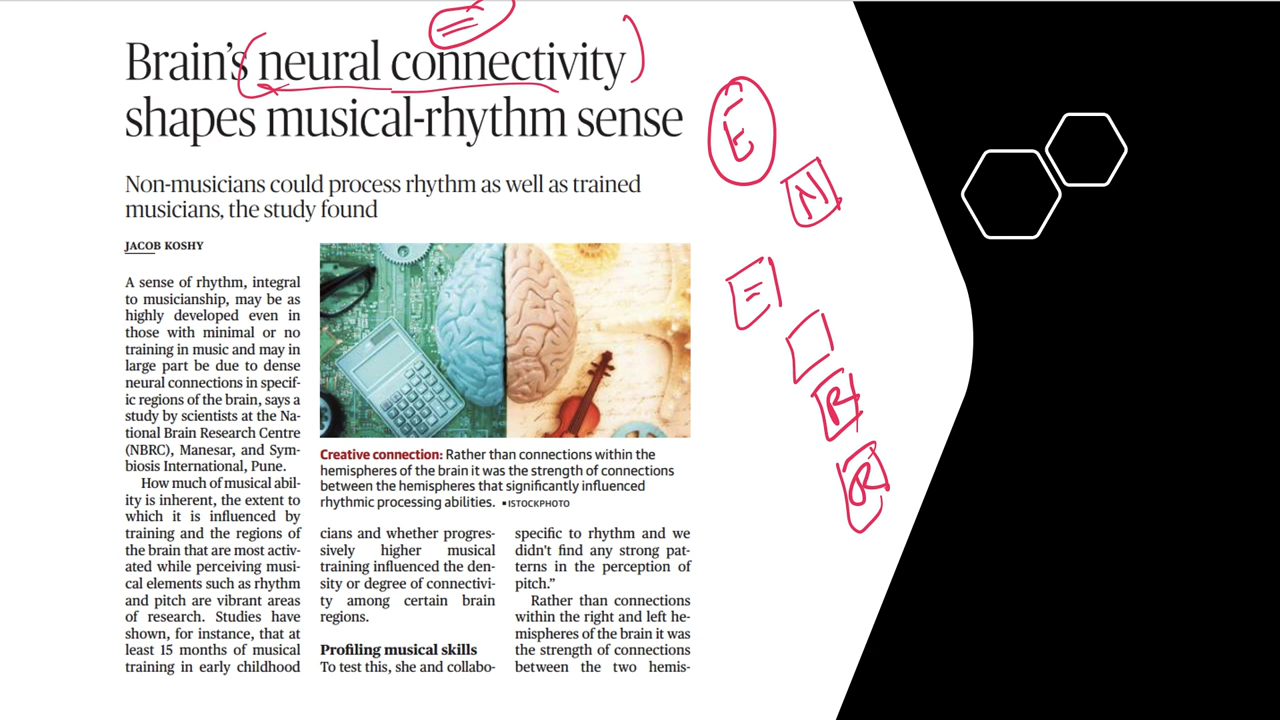 Brain's neural connectivity
shapes musical-rhythm sense
Non-musicians could process rhythm as well as trained
musicians, the study found
JACOB KOSHY
A sense of rhythm, integral
to musicianship, may be as
highly developed even in
those with minimal or no
training in music and may in
large part be due to dense
neural connections in specif-
ic regions of the brain, says a
study by scientists at the Na-
tional Brain Research Centre
(NBRC), Manesar, and Sym-
biosis International, Pune.
How much of musical abil-
ity is inherent, the extent to
which it is influenced by
training and the regions of
the brain that are most activ-
ated while perceiving musi-
cal elements such as rhythm
and pitch are vibrant areas
of research. Studies have
shown, for instance, that at
least 15 months of musical
training in early childhood
Creative connection: Rather than connections within the
hemispheres of the brain it was the strength of connections
between the hemispheres that significantly influenced
rhythmic processing abilities. ▪ISTOCKPHOTO
cians and whether progres-
sively higher musical
training influenced the den-
sity or degree of connectivi-
ty among certain brain
regions.
Profiling musical skills
To test this, she and collabo-
specific to rhythm and we
didn't find any strong pat-
terns in the perception of
pitch."
Rather than connections
within the right and left he-
mispheres of the brain it was
the strength of connections
between the two hemis-
E
N
R
R